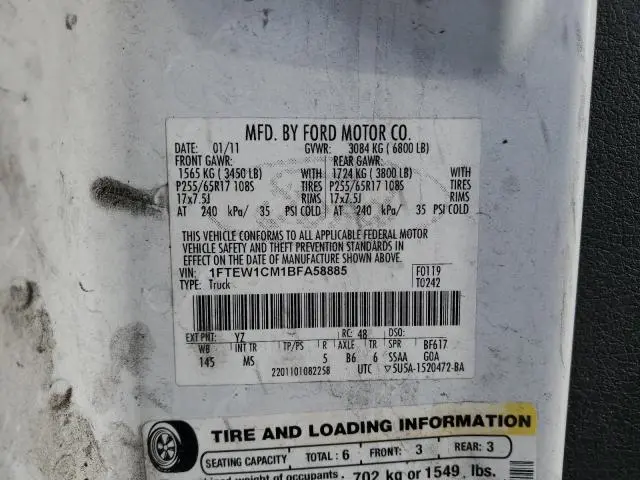 MFD. BY FORD MOTOR CO.
DATE: 01/11 GVWR: 3084 KG ( 6800 LB)
FRONT GAWR: REAR GAWR:
1565 KG ( 3450 LB) WITH 1724 KG ( 3800 LB) WITH
P255/65R17 108S TIRES P255/65R17 108S TIRES
17x7.5J RIMS 17x7.5J RIMS
AT 240 kPa/ 35 PSI COLD AT 240 kPa/ 35 PSI COLD
THIS VEHICLE CONFORMS TO ALL APPLICABLE FEDERAL MOTOR
VEHICLE SAFETY AND THEFT PREVENTION STANDARDS IN
EFFECT ON THE DATE OF MANUFACTURE SHOWN ABOVE.
VIN: 1FTEW1CM1BFA58885 F0119
TYPE: Truck T0242
EXT PNT: YZ RC: 48 DSO:
WB INT TR TP/PS R AXLE TR SPR BF617
145 MS 5 B6 6 SSAA GOA
2201101082258 UTC ▽5U5A-1520472-BA
TIRE AND LOADING INFORMATION
SEATING CAPACITY TOTAL: 6 FRONT: 3 REAR: 3
weight of occupants. 702 kg or 1549 lbs.